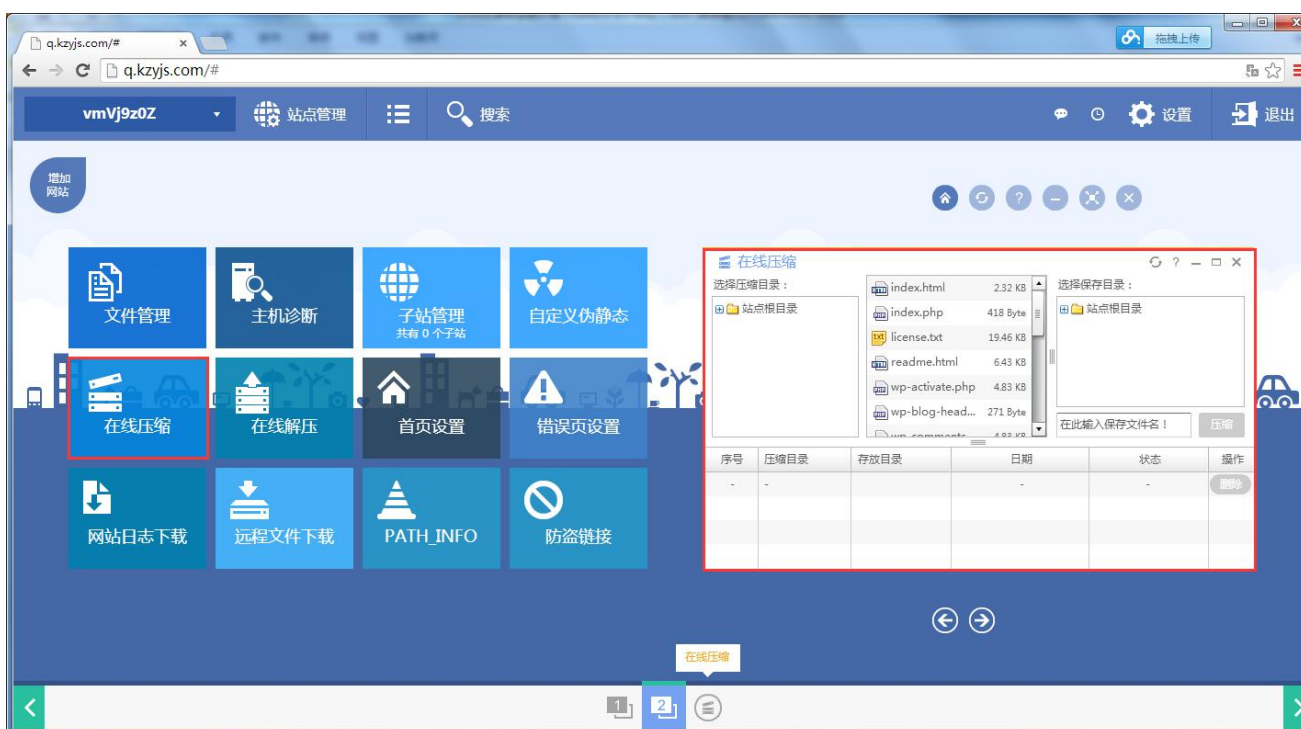 q.kzyjs.com/#
拖拽上传
q.kzyjs.com/#
vmVj9z0Z
站点管理
搜索
设置
退出
增加
网站
文件管理
主机诊断
子站管理
共有 0 个子站
自定义伪静态
在线压缩
在线解压
首页设置
错误页设置
网站日志下载
远程文件下载
PATH_INFO
防盗链接
在线压缩
选择压缩目录：
站点根目录
index.html 2.32 KB
index.php 418 Byte
license.txt 19.46 KB
readme.html 6.43 KB
wp-activate.php 4.83 KB
wp-blog-head... 271 Byte
wp-comments 4.83 KB
选择保存目录：
站点根目录
在此输入保存文件名！ 压缩
序号 压缩目录 存放目录 日期 状态 操作
- - - - 删除
在线压缩
1 2